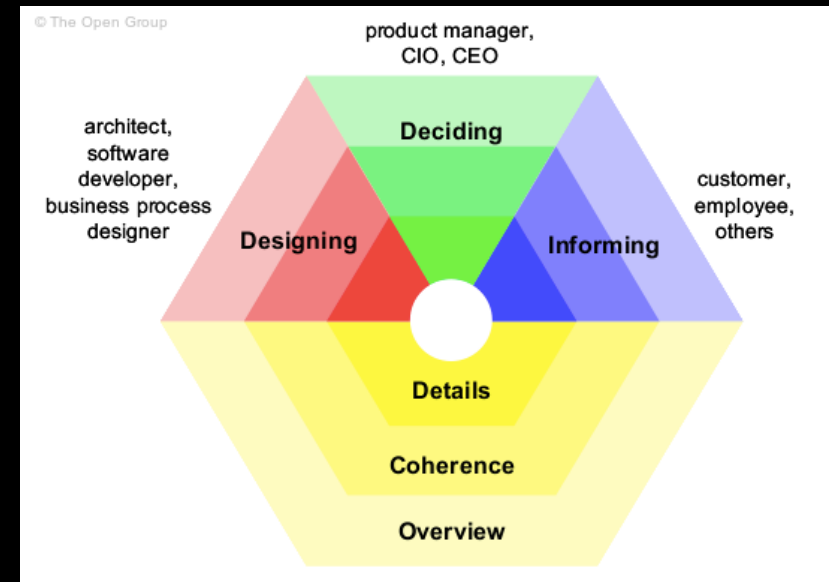 © The Open Group
product manager,
CIO, CEO
Deciding
architect,
software
developer,
business process
designer
customer,
employee,
others
Designing
Informing
Details
Coherence
Overview